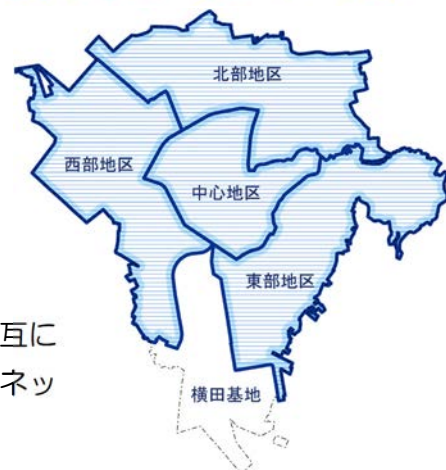 北部地区
西部地区
中心地区
東部地区
互に
ネッ
横田基地